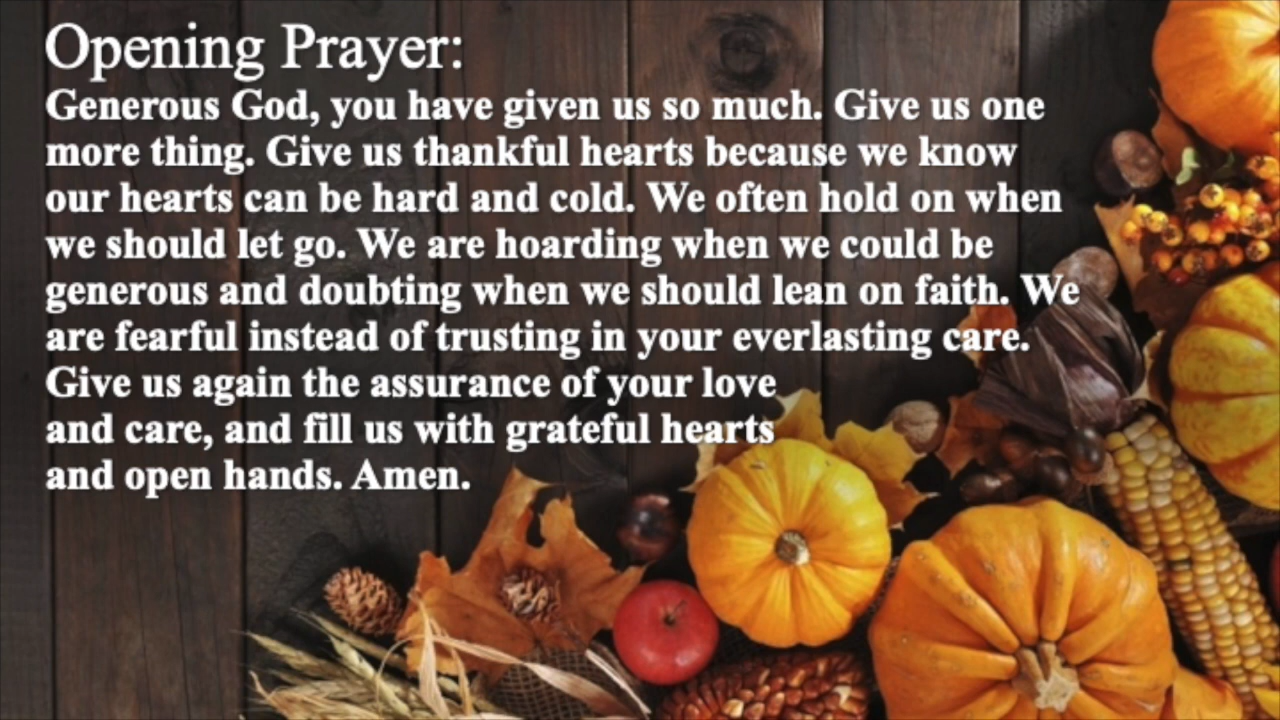 Opening Prayer:
Generous God, you have given us so much. Give us one
more thing. Give us thankful hearts because we know
our hearts can be hard and cold. We often hold on when
we should let go. We are hoarding when we could be
generous and doubting when we should lean on faith. We
are fearful instead of trusting in your everlasting care.
Give us again the assurance of your love
and care, and fill us with grateful hearts
and open hands. Amen.